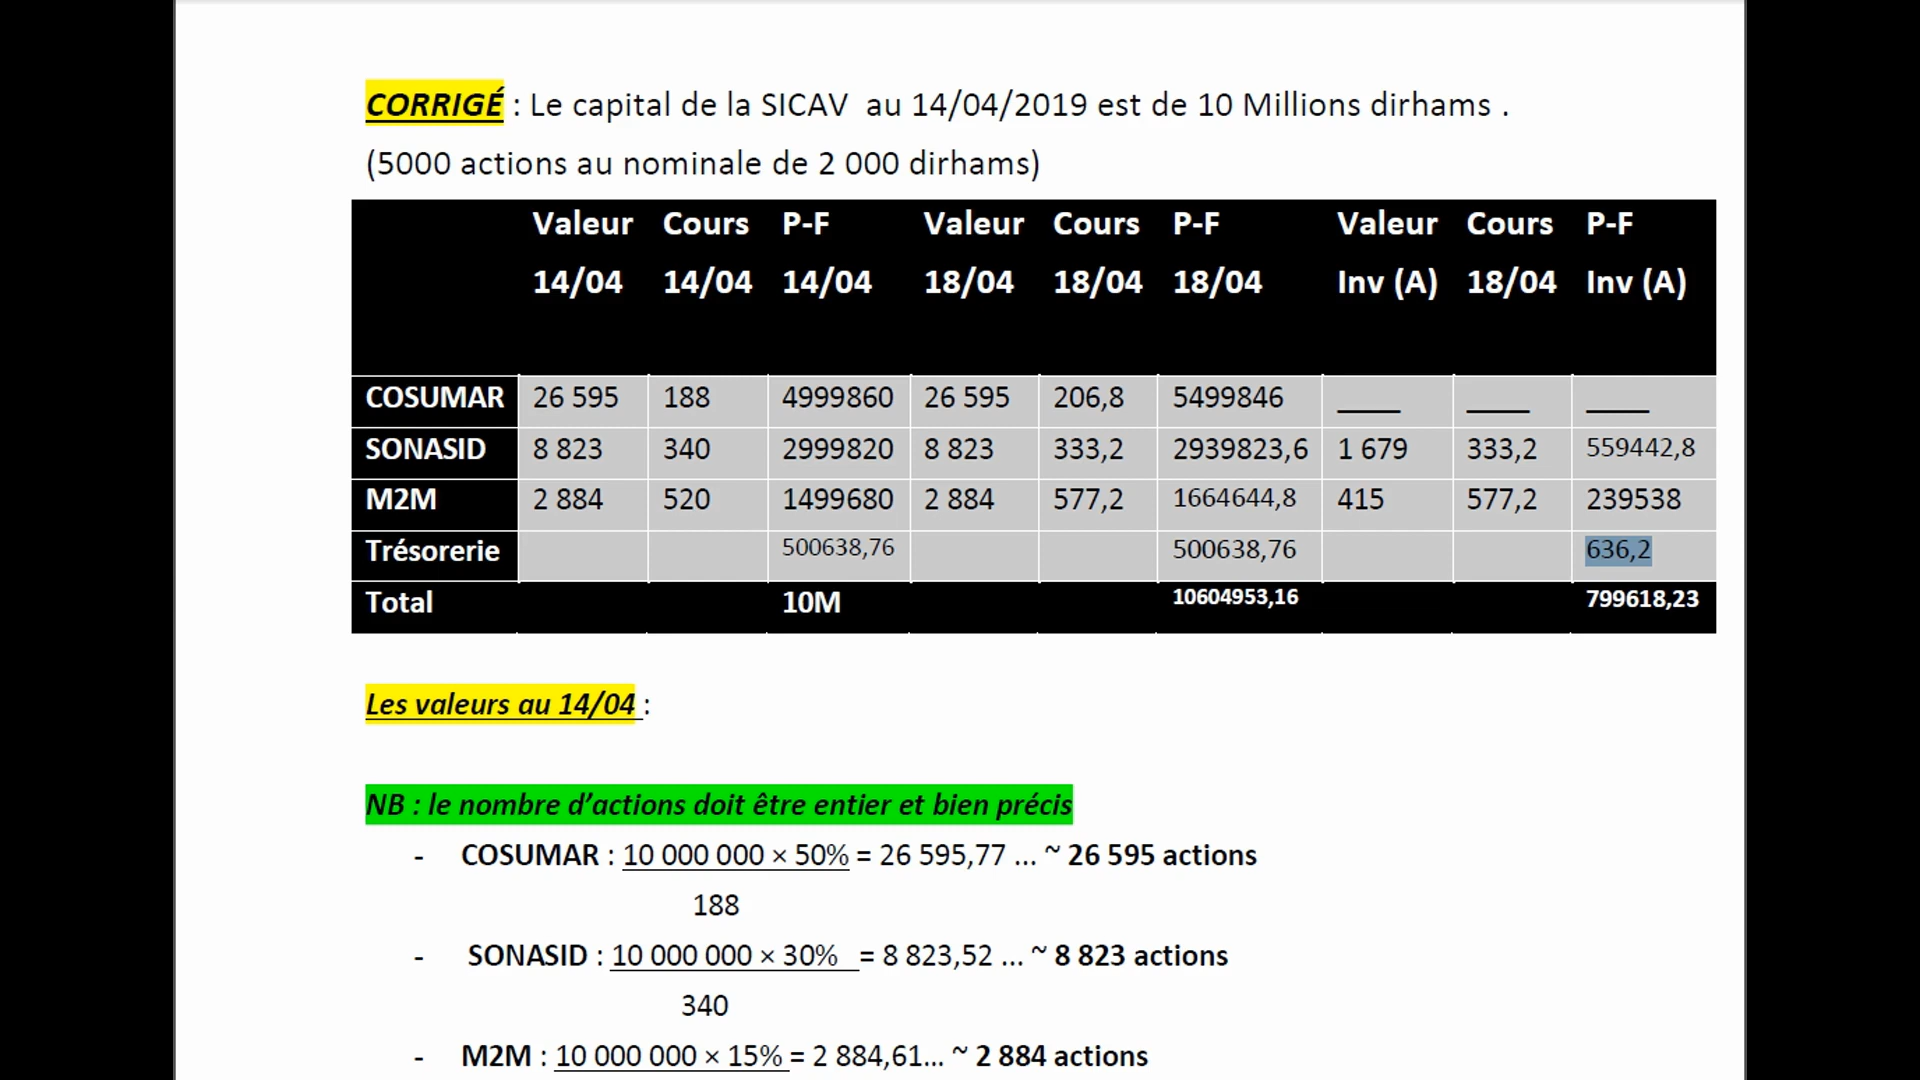 CORRIGÉ : Le capital de la SICAV au 14/04/2019 est de 10 Millions dirhams .
(5000 actions au nominale de 2 000 dirhams)
Valeur Cours P-F Valeur Cours P-F Valeur Cours P-F
14/04 14/04 14/04 18/04 18/04 18/04 Inv (A) 18/04 Inv (A)
COSUMAR 26 595 188 4999860 26 595 206,8 5499846 ____ ____ ____
SONASID 8 823 340 2999820 8 823 333,2 2939823,6 1 679 333,2 559442,8
M2M 2 884 520 1499680 2 884 577,2 1664644,8 415 577,2 239538
Trésorerie 500638,76 500638,76 636,2
Total 10M 10604953,16 799618,23
Les valeurs au 14/04 :
NB : le nombre d’actions doit être entier et bien précis
- COSUMAR : 10 000 000 × 50% = 26 595,77 ... ~ 26 595 actions
188
- SONASID : 10 000 000 × 30% = 8 823,52 ... ~ 8 823 actions
340
- M2M : 10 000 000 × 15% = 2 884,61... ~ 2 884 actions